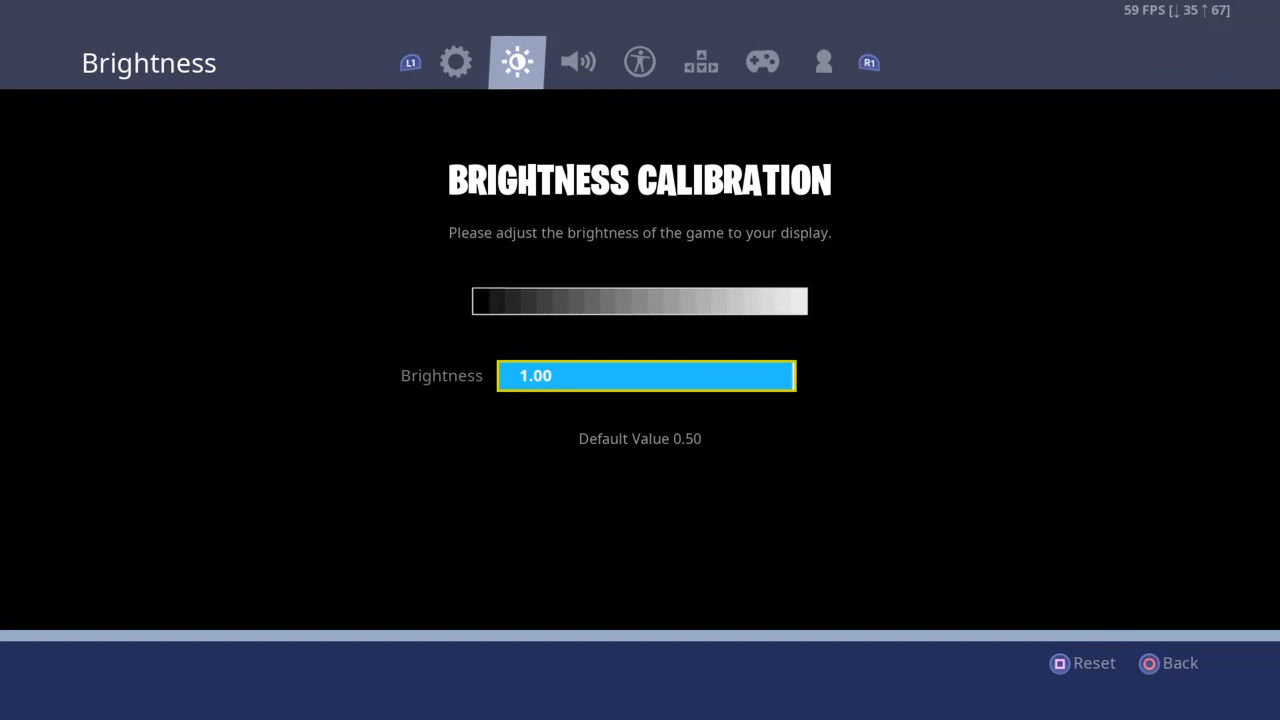 59 FPS [↓ 35 ↑ 67]
Brightness
L1
R1
BRIGHTNESS CALIBRATION
Please adjust the brightness of the game to your display.
Brightness 1.00
Default Value 0.50
Reset Back